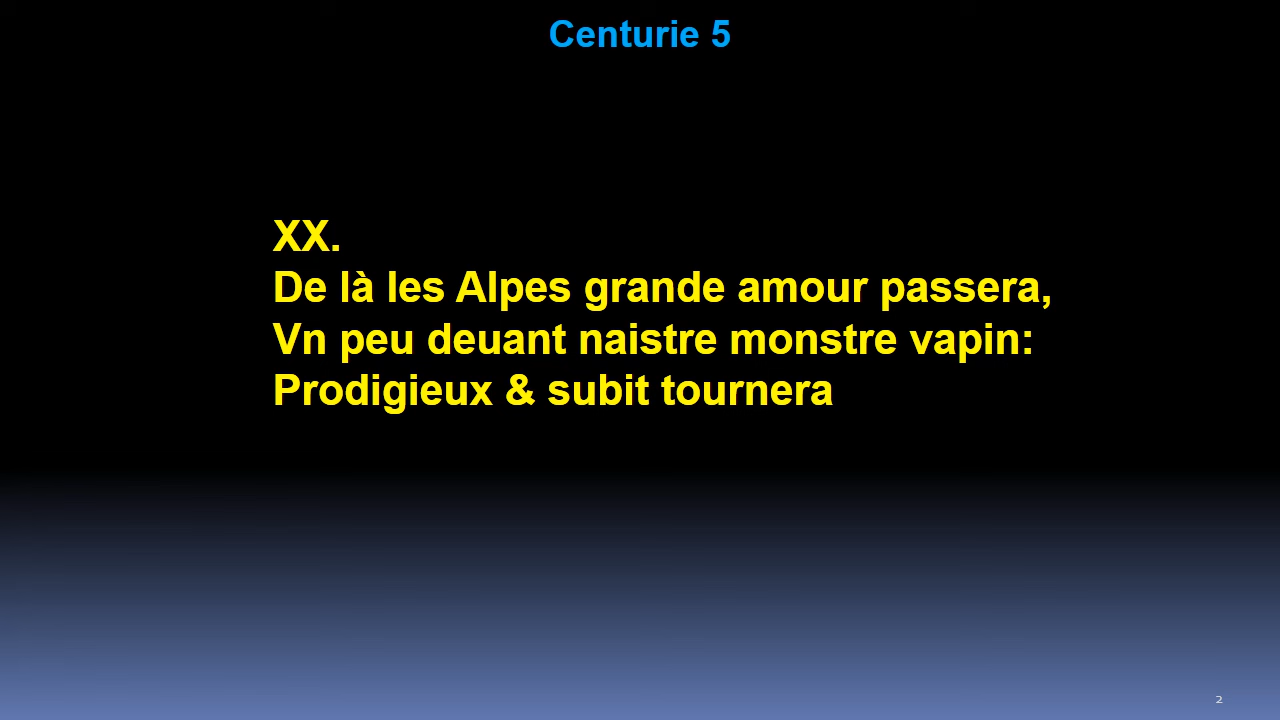 Centurie 5
XX.
De là les Alpes grande amour passera,
Vn peu deuant naistre monstre vapin:
Prodigieux & subit tournera
2